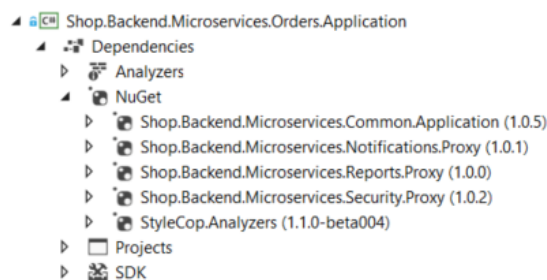 C# Shop.Backend.Microservices.Orders.Application
Dependencies
Analyzers
NuGet
Shop.Backend.Microservices.Common.Application (1.0.5)
Shop.Backend.Microservices.Notifications.Proxy (1.0.1)
Shop.Backend.Microservices.Reports.Proxy (1.0.0)
Shop.Backend.Microservices.Security.Proxy (1.0.2)
StyleCop.Analyzers (1.1.0-beta004)
Projects
SDK